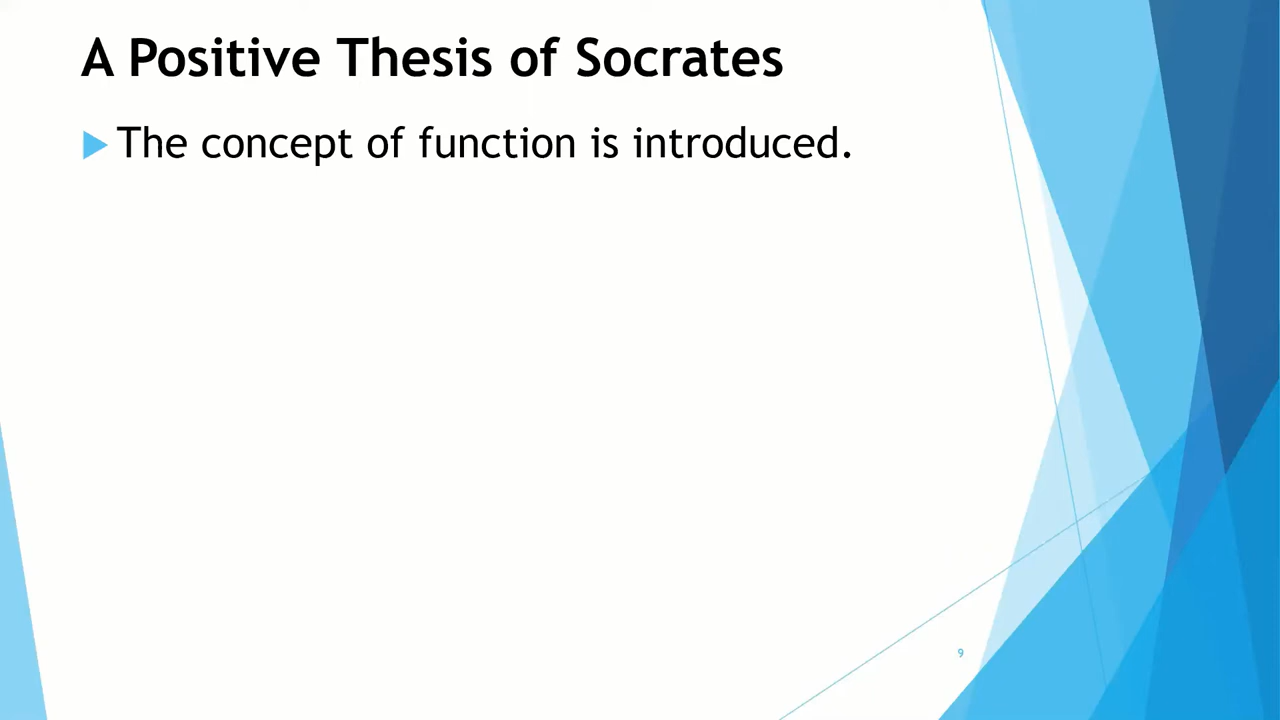 A Positive Thesis of Socrates
The concept of function is introduced.
9